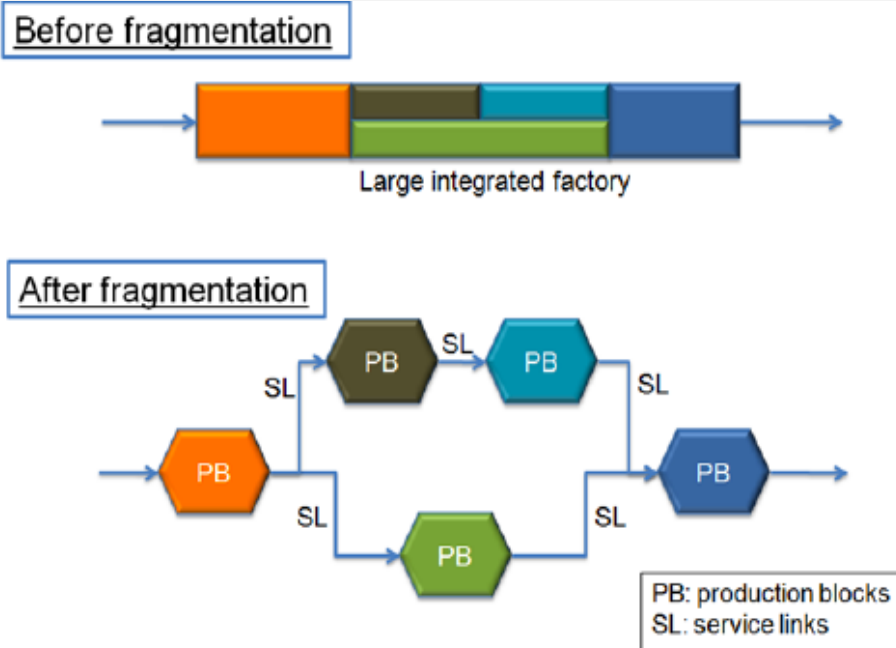 Before fragmentation
Large integrated factory
After fragmentation
PB
SL
PB
SL
SL
PB
PB
SL
SL
PB
PB: production blocks
SL: service links